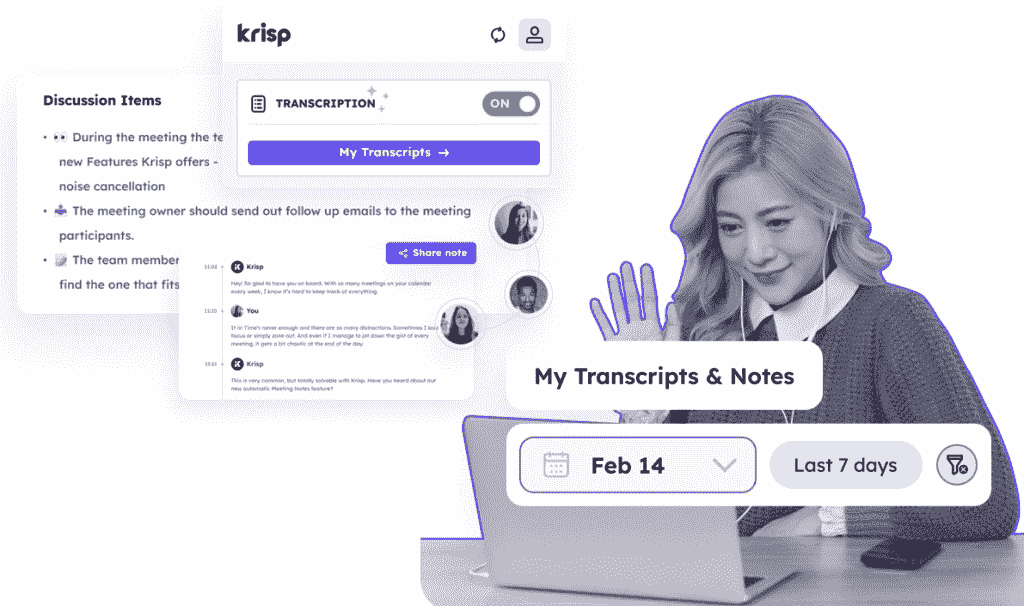 krisp
TRANSCRIPTION
ON
My Transcripts →
Discussion Items
• During the meeting the te
new Features Krisp offers -
noise cancellation
• The meeting owner should send out follow up emails to the meeting
participants.
• The team member
find the one that fits
Share note
11:02 Krisp
Hey! So glad to have you on board. With so many meetings on your calendar
every week, I know it's hard to keep track of everything.
You
It is! Time's never enough and there are so many distractions. Sometimes I lose
focus or simply zone out. And even if I manage to jot down the gist of every
meeting, it gets a bit chaotic at the end of the day.
Krisp
This is very common, but totally solvable with Krisp. Have you heard about our
new automatic Meeting Notes feature?
My Transcripts & Notes
Feb 14
Last 7 days